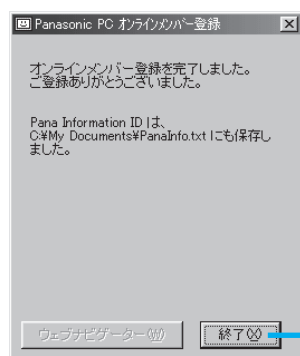 Panasonic PC オンラインメンバー登録
オンラインメンバー登録を完了しました。
ご登録ありがとうございました。
Pana Information ID は、
C:¥My Documents¥PanaInfo.txt にも保存し
ました。
ウェブナビゲーター(W)
終了(X)